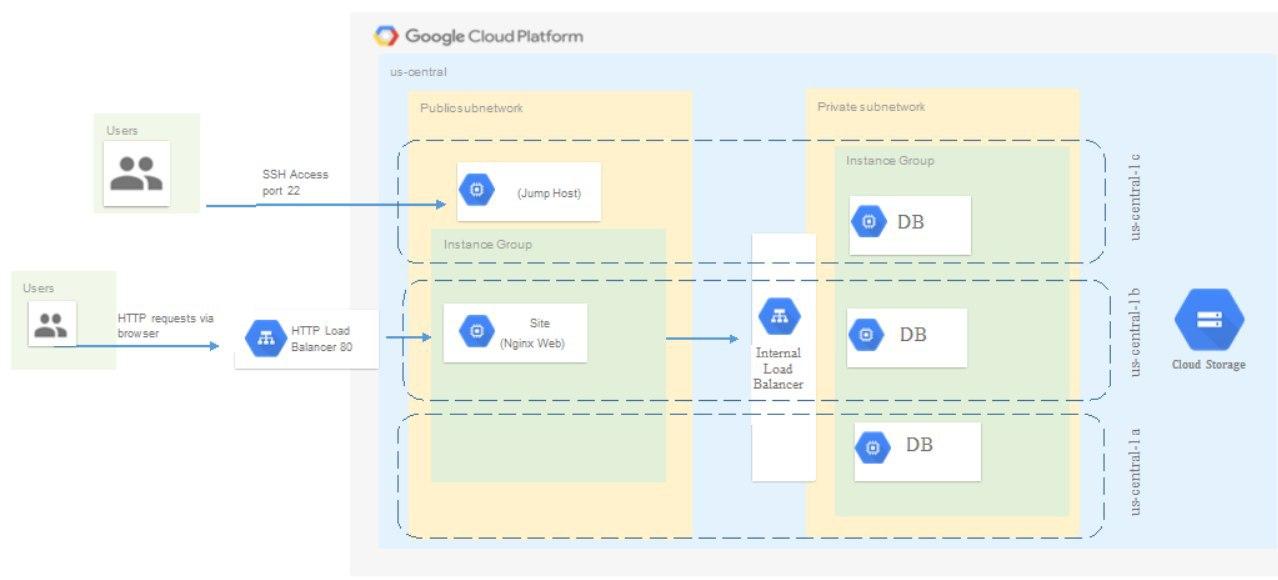 Google Cloud Platform
us-central
Public subnetwork
Private subnetwork
Users
SSH Access
port 22
(Jump Host)
Instance Group
DB
us-central-1c
Instance Group
Users
HTTP requests via
browser
HTTP Load
Balancer 80
Site
(Nginx Web)
Internal
Load
Balancer
DB
us-central-1b
Cloud Storage
DB
us-central-1a